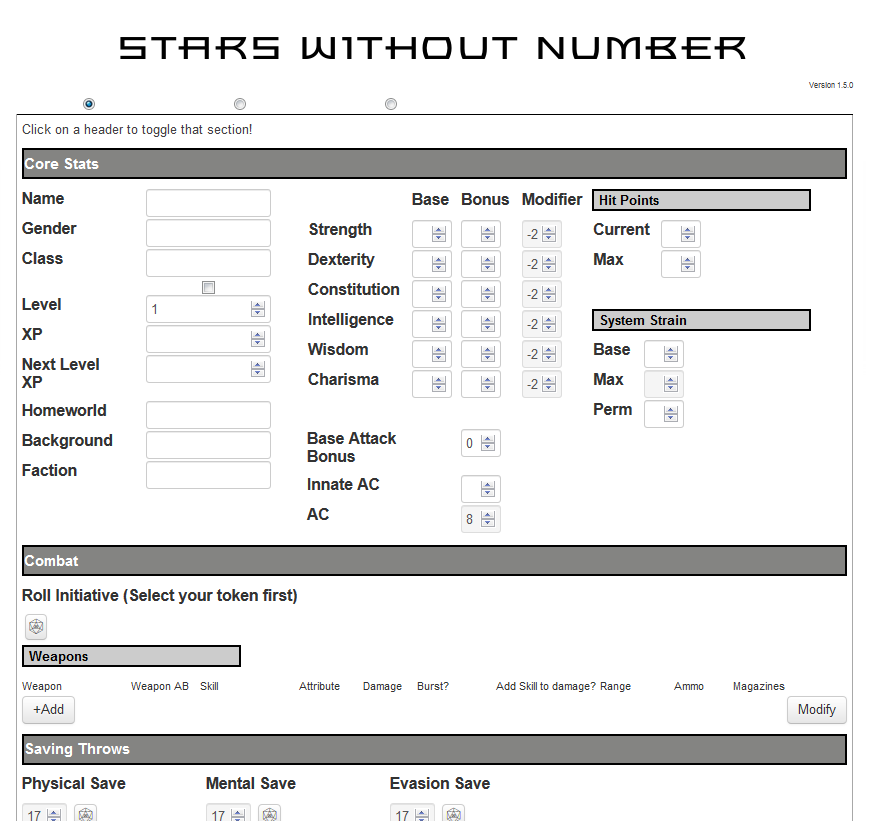 STARS WITHOUT NUMBER
Version 1.5.0
Click on a header to toggle that section!
Core Stats
Base Bonus Modifier Hit Points
Name
Gender
Class
Level 1
XP
Next Level
XP
Homeworld
Background
Faction
Strength -2
Dexterity -2
Constitution -2
Intelligence -2
Wisdom -2
Charisma -2
Base Attack
Bonus 0
Innate AC
AC 8
Current
Max
System Strain
Base
Max
Perm
Combat
Roll Initiative (Select your token first)
Weapons
Weapon Weapon AB Skill Attribute Damage Burst? Add Skill to damage? Range Ammo Magazines
+Add Modify
Saving Throws
Physical Save Mental Save Evasion Save
17 17 17